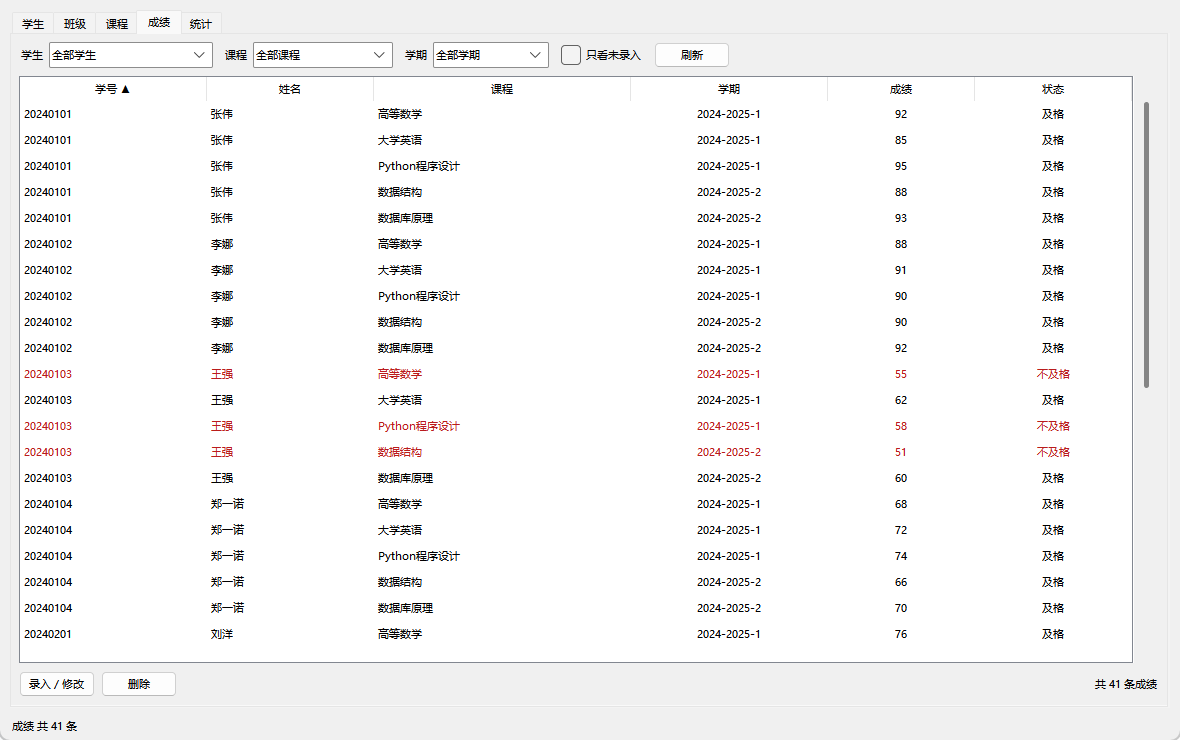 学生 班级 课程 成绩 统计
学生 全部学生 课程 全部课程 学期 全部学期 只看未录入 刷新
学号 ▲ 姓名 课程 学期 成绩 状态
20240101 张伟 高等数学 2024-2025-1 92 及格
20240101 张伟 大学英语 2024-2025-1 85 及格
20240101 张伟 Python程序设计 2024-2025-1 95 及格
20240101 张伟 数据结构 2024-2025-2 88 及格
20240101 张伟 数据库原理 2024-2025-2 93 及格
20240102 李娜 高等数学 2024-2025-1 88 及格
20240102 李娜 大学英语 2024-2025-1 91 及格
20240102 李娜 Python程序设计 2024-2025-1 90 及格
20240102 李娜 数据结构 2024-2025-2 90 及格
20240102 李娜 数据库原理 2024-2025-2 92 及格
20240103 王强 高等数学 2024-2025-1 55 不及格
20240103 王强 大学英语 2024-2025-1 62 及格
20240103 王强 Python程序设计 2024-2025-1 58 不及格
20240103 王强 数据结构 2024-2025-2 51 不及格
20240103 王强 数据库原理 2024-2025-2 60 及格
20240104 郑一诺 高等数学 2024-2025-1 68 及格
20240104 郑一诺 大学英语 2024-2025-1 72 及格
20240104 郑一诺 Python程序设计 2024-2025-1 74 及格
20240104 郑一诺 数据结构 2024-2025-2 66 及格
20240104 郑一诺 数据库原理 2024-2025-2 70 及格
20240201 刘洋 高等数学 2024-2025-1 76 及格
录入 / 修改 删除 共 41 条成绩
成绩 共 41 条